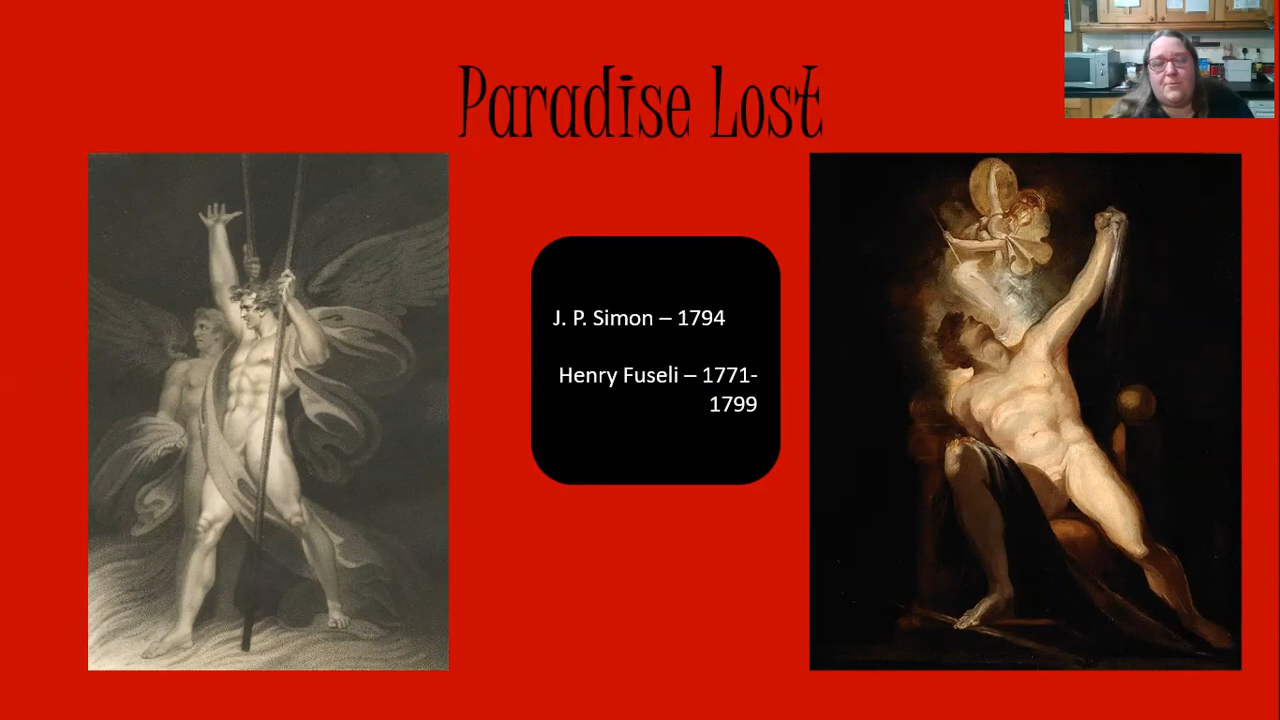 Paradise Lost
J. P. Simon – 1794
Henry Fuseli – 1771-
1799